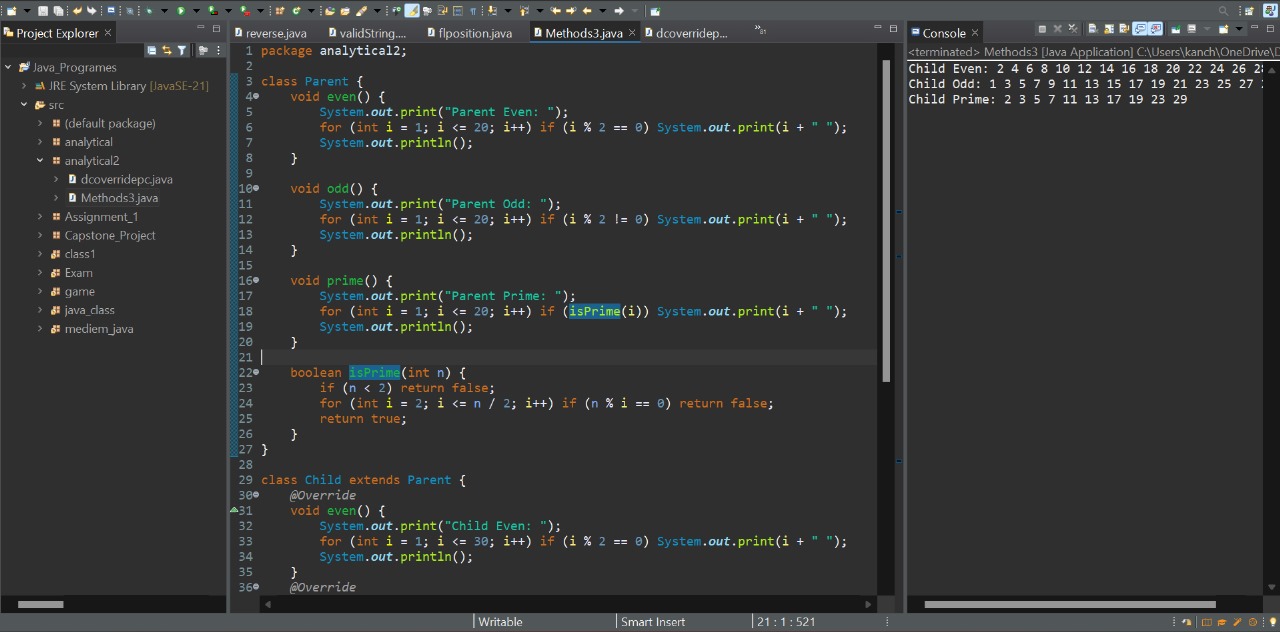 Project Explorer
reverse.java
validString....
flposition.java
Methods3.java
dcoverridep...
31
Console
Java_Programes
JRE System Library [JavaSE-21]
src
(default package)
analytical
analytical2
dcoverridepc.java
Methods3.java
Assignment_1
Capstone_Project
class1
Exam
game
java_class
mediem_java
1 package analytical2;
2
3 class Parent {
4 void even() {
5 System.out.print("Parent Even: ");
6 for (int i = 1; i <= 20; i++) if (i % 2 == 0) System.out.print(i + " ");
7 System.out.println();
8 }
9
10 void odd() {
11 System.out.print("Parent Odd: ");
12 for (int i = 1; i <= 20; i++) if (i % 2 != 0) System.out.print(i + " ");
13 System.out.println();
14 }
15
16 void prime() {
17 System.out.print("Parent Prime: ");
18 for (int i = 1; i <= 20; i++) if (isPrime(i)) System.out.print(i + " ");
19 System.out.println();
20 }
21
22 boolean isPrime(int n) {
23 if (n < 2) return false;
24 for (int i = 2; i <= n / 2; i++) if (n % i == 0) return false;
25 return true;
26 }
27 }
28
29 class Child extends Parent {
30 @Override
31 void even() {
32 System.out.print("Child Even: ");
33 for (int i = 1; i <= 30; i++) if (i % 2 == 0) System.out.print(i + " ");
34 System.out.println();
35 }
36 @Override
<terminated> Methods3 [Java Application] C:\Users\kanch\OneDrive\D
Child Even: 2 4 6 8 10 12 14 16 18 20 22 24 26 28
Child Odd: 1 3 5 7 9 11 13 15 17 19 21 23 25 27
Child Prime: 2 3 5 7 11 13 17 19 23 29
Writable
Smart Insert
21 : 1 : 521